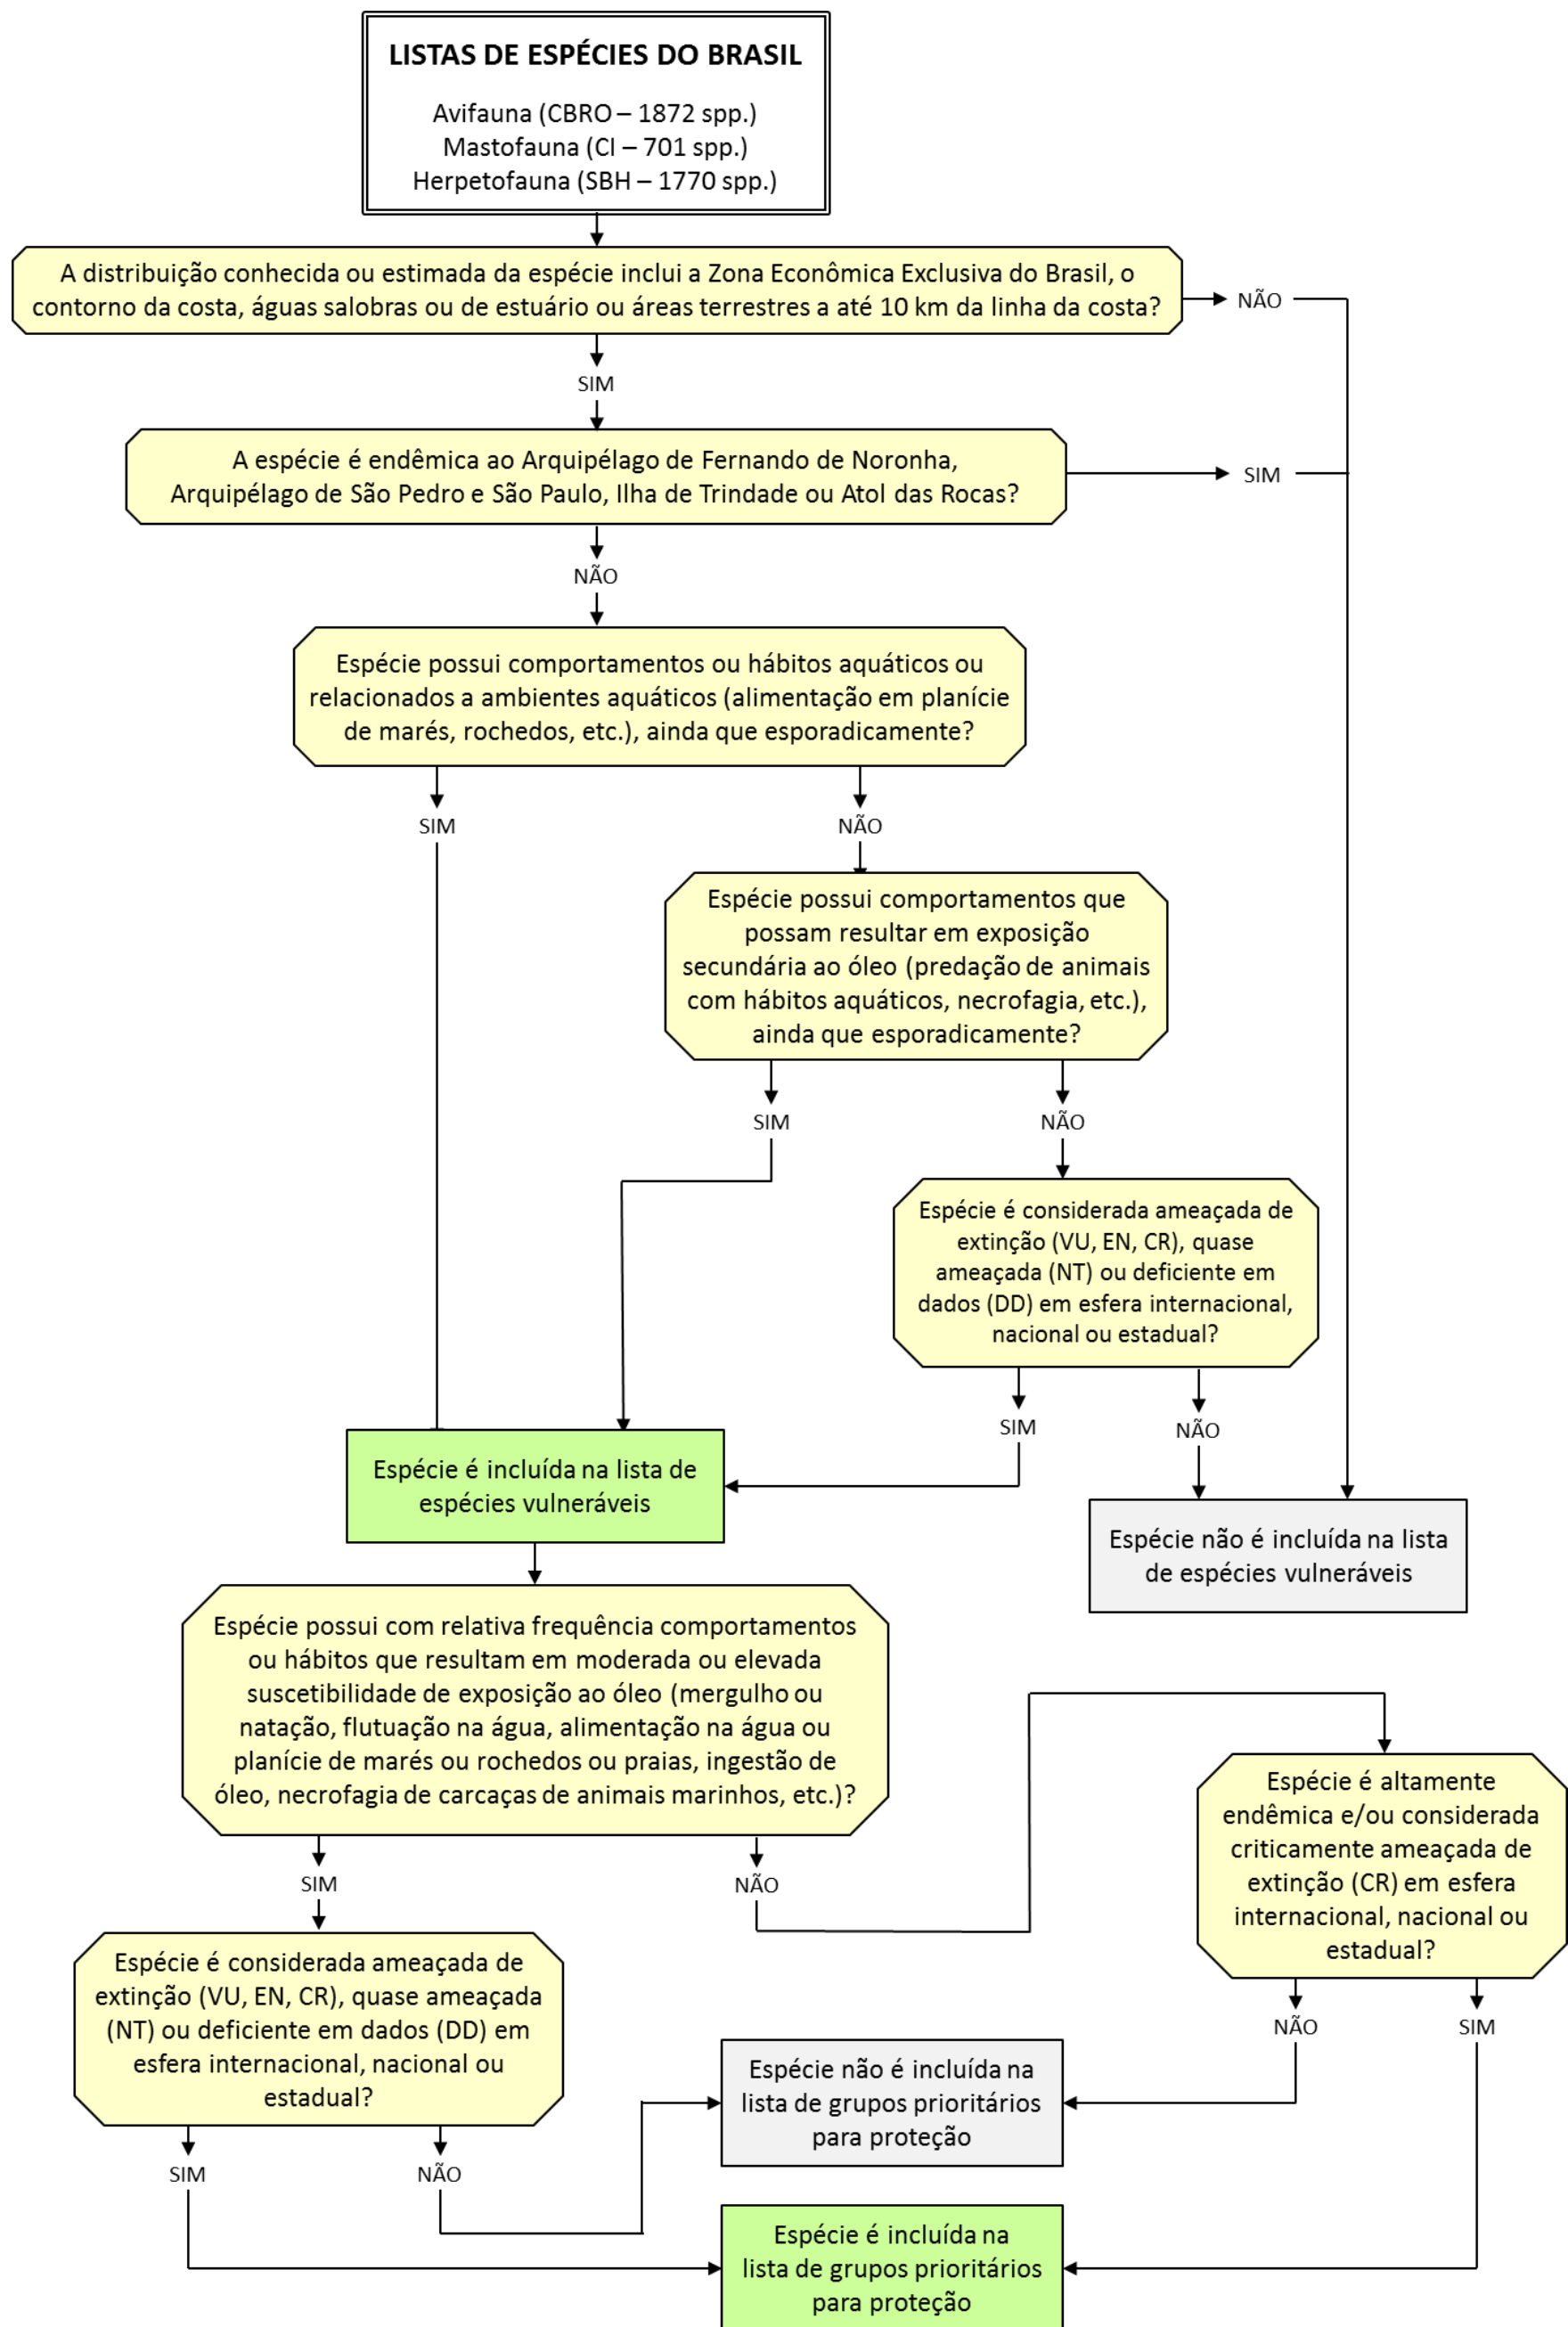 LISTAS DE ESPÉCIES DO BRASIL
Avifauna (CBRO – 1872 spp.)
Mastofauna (CI – 701 spp.)
Herpetofauna (SBH – 1770 spp.)
A distribuição conhecida ou estimada da espécie inclui a Zona Econômica Exclusiva do Brasil, o
contorno da costa, águas salobras ou de estuário ou áreas terrestres a até 10 km da linha da costa?
NÃO
SIM
A espécie é endêmica ao Arquipélago de Fernando de Noronha,
Arquipélago de São Pedro e São Paulo, Ilha de Trindade ou Atol das Rocas?
SIM
NÃO
Espécie possui comportamentos ou hábitos aquáticos ou
relacionados a ambientes aquáticos (alimentação em planície
de marés, rochedos, etc.), ainda que esporadicamente?
SIM
NÃO
Espécie possui comportamentos que
possam resultar em exposição
secundária ao óleo (predação de animais
com hábitos aquáticos, necrofagia, etc.),
ainda que esporadicamente?
SIM
NÃO
Espécie é considerada ameaçada de
extinção (VU, EN, CR), quase
ameaçada (NT) ou deficiente em
dados (DD) em esfera internacional,
nacional ou estadual?
SIM
NÃO
Espécie é incluída na lista de
espécies vulneráveis
Espécie não é incluída na lista
de espécies vulneráveis
Espécie possui com relativa frequência comportamentos
ou hábitos que resultam em moderada ou elevada
suscetibilidade de exposição ao óleo (mergulho ou
natação, flutuação na água, alimentação na água ou
planície de marés ou rochedos ou praias, ingestão de
óleo, necrofagia de carcaças de animais marinhos, etc.)?
SIM
NÃO
Espécie é altamente
endêmica e/ou considerada
criticamente ameaçada de
extinção (CR) em esfera
internacional, nacional ou
estadual?
NÃO
SIM
Espécie é considerada ameaçada de
extinção (VU, EN, CR), quase ameaçada
(NT) ou deficiente em dados (DD) em
esfera internacional, nacional ou
estadual?
SIM
NÃO
Espécie não é incluída na
lista de grupos prioritários
para proteção
Espécie é incluída na
lista de grupos prioritários
para proteção